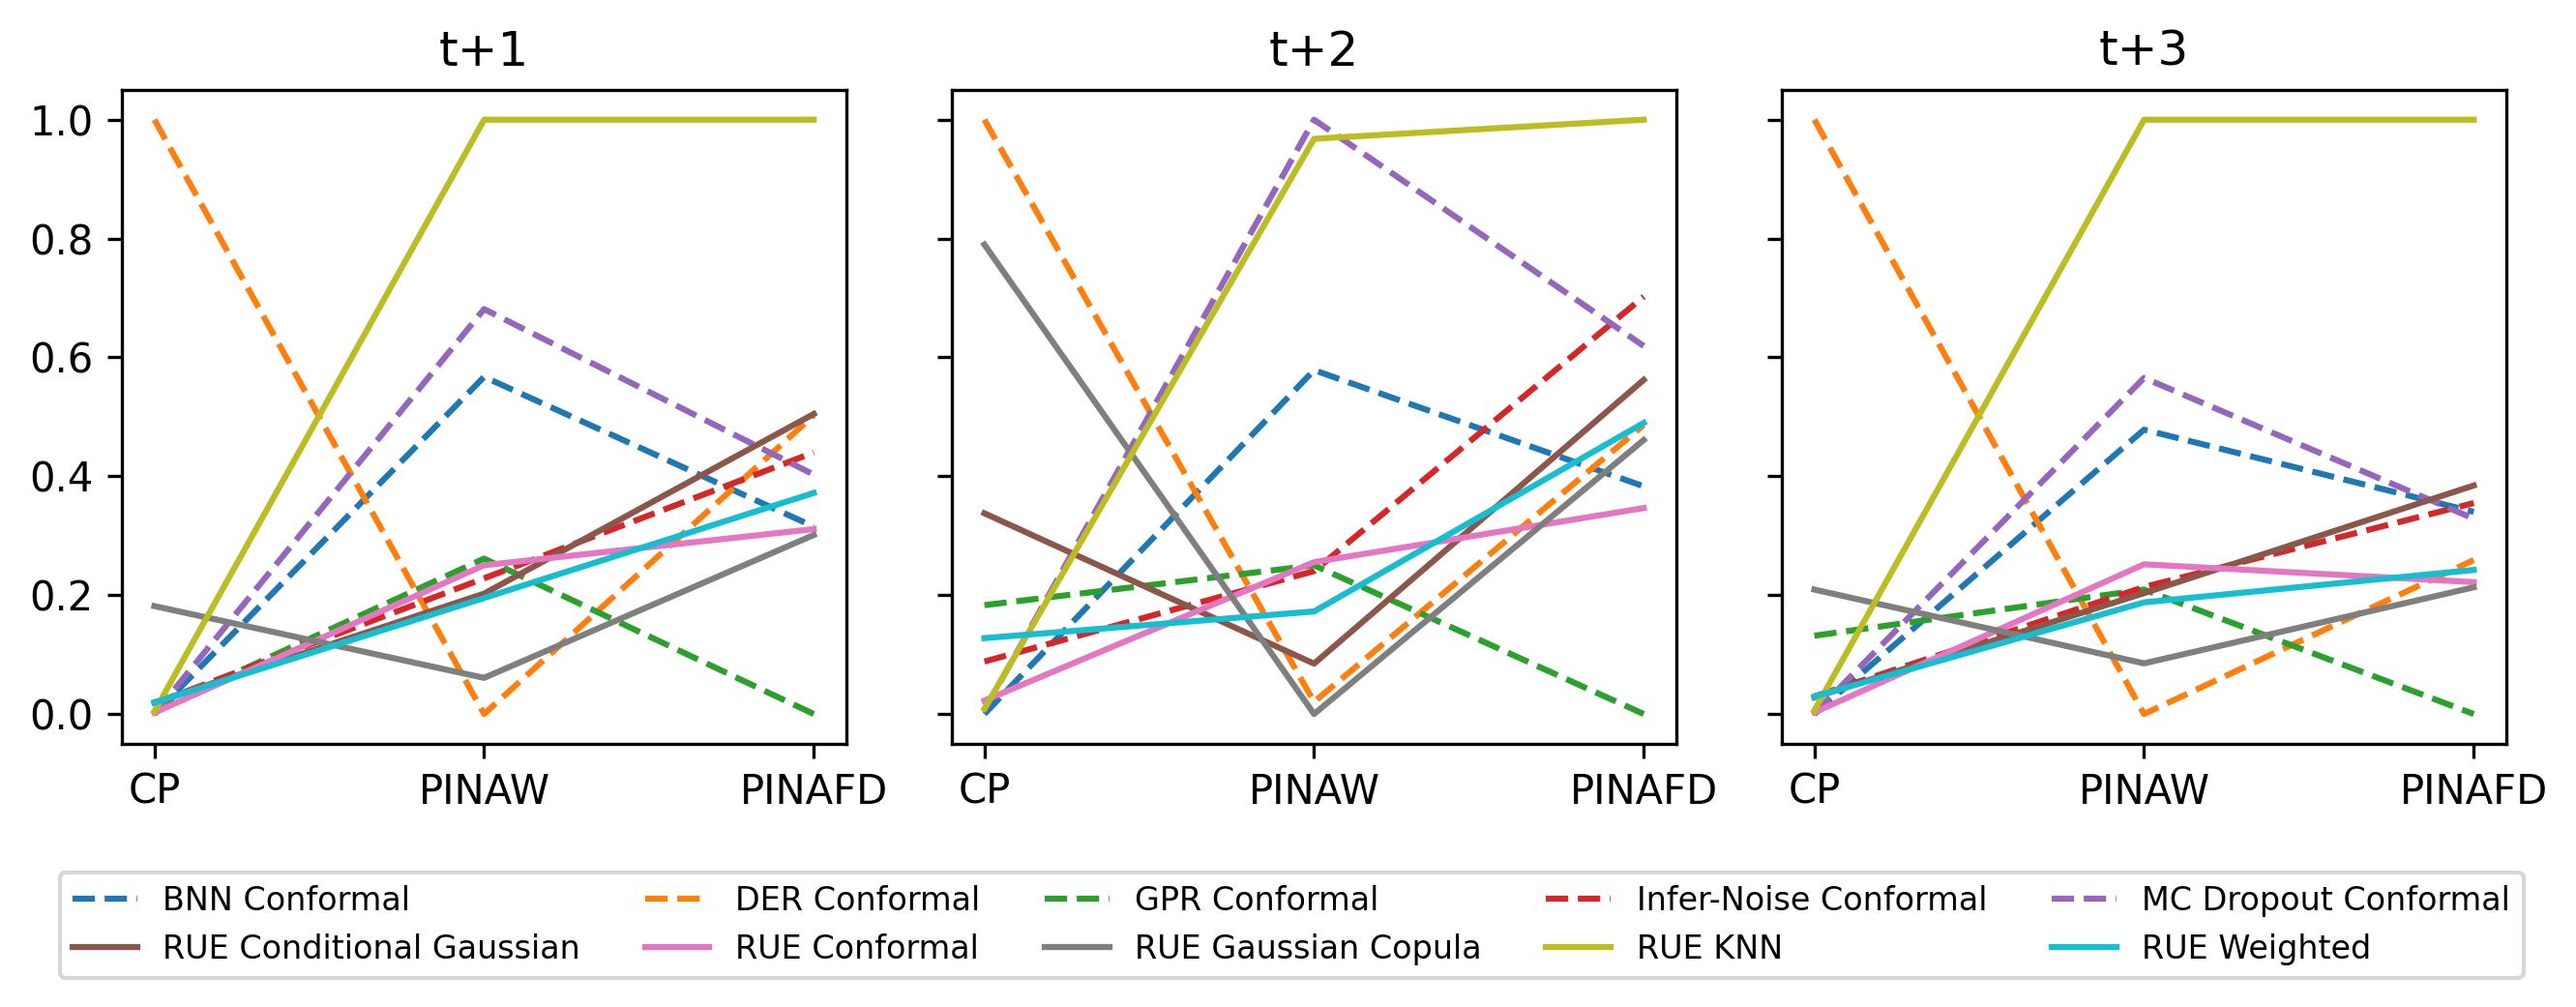 t+1 t+2 t+3
1.0
0.8
0.6
0.4
0.2
0.0
CP PINAW PINAFD CP PINAW PINAFD CP PINAW PINAFD
BNN Conformal DER Conformal GPR Conformal Infer-Noise Conformal MC Dropout Conformal
RUE Conditional Gaussian RUE Conformal RUE Gaussian Copula RUE KNN RUE Weighted